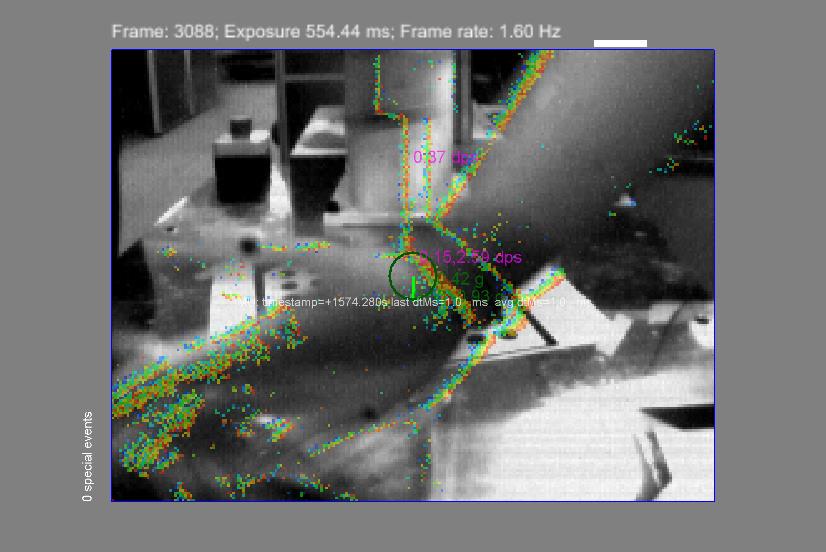 Frame: 3088; Exposure 554.44 ms; Frame rate: 1.60 Hz
0.37 dps
-0.15,2.59 dps
timestamp=+1574.280s last dtMs=1.0 ms avg dtMs=1.0
0 special events